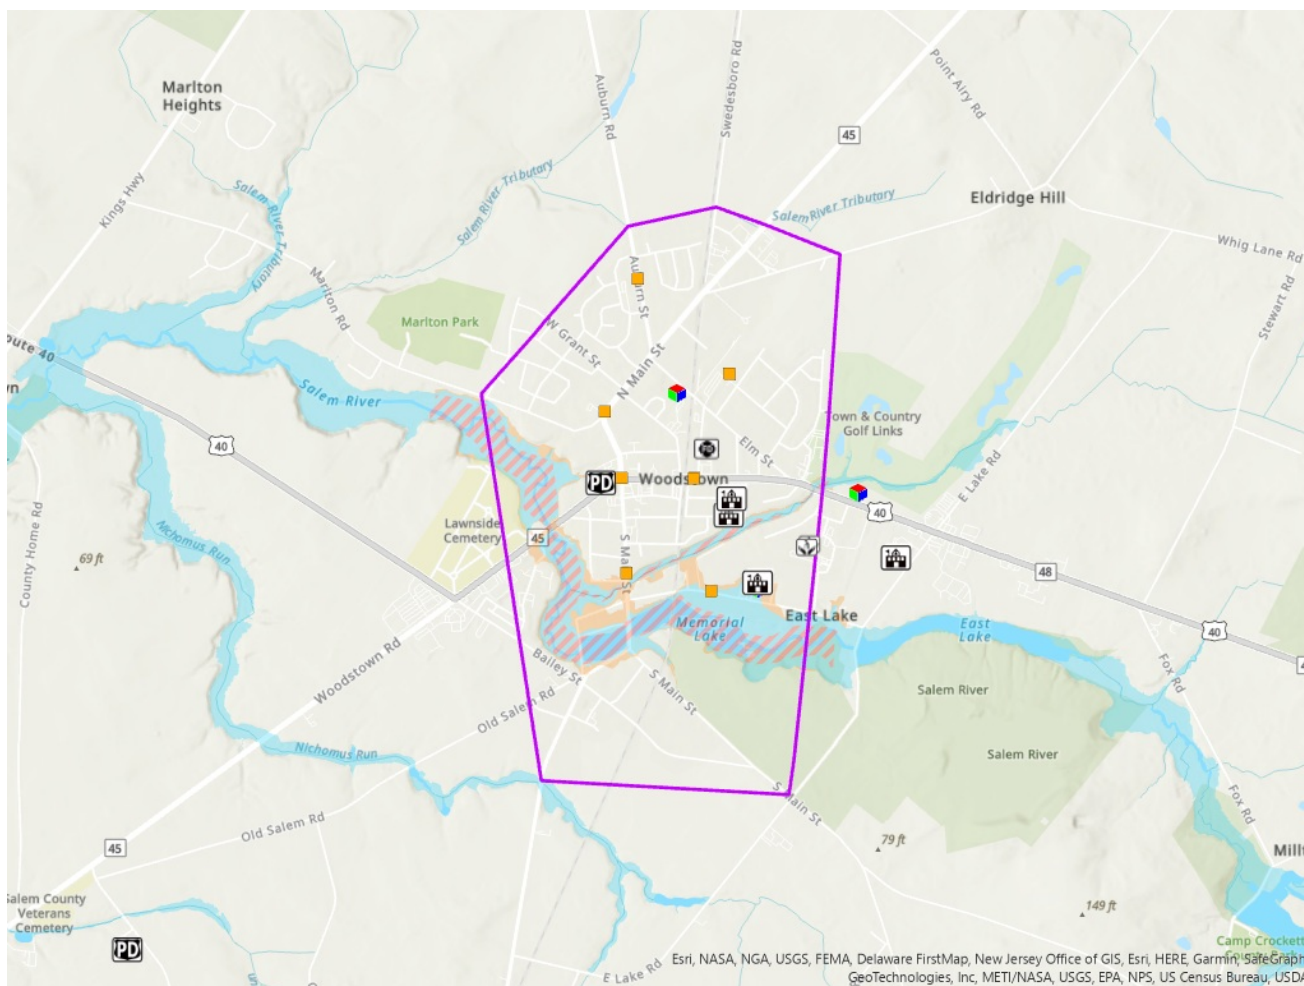 Marlton
Heights
Auburn Rd
Swedesboro Rd
Point Airy Rd
45
Kings Hwy
Salem River Tributary
Salem River Tributary
Salem River Tributary
Eldridge Hill
Whig Lane Rd
Stewart Rd
Marlton Rd
Marlton Park
Auburn St
W Grant St
N Main St
oute 40
wn
Salem River
40
Town & Country
Golf Links
Elm St
E Lake Rd
PD
Woodstown
40
Lawnside
Cemetery
45
S Main St
48
County Home Rd
69 ft
Nichomus Run
East Lake
Memorial
Lake
East
Lake
40
Woodstown Rd
Bailey St
S Main St
Old Salem Rd
Salem River
Fox Rd
Salem River
Nichomus Run
S Main St
Fox Rd
Old Salem Rd
45
79 ft
Millt
Salem County
Veterans
Cemetery
149 ft
PD
Camp Crockett
E Lake Rd
Esri, NASA, NGA, USGS, FEMA, Delaware FirstMap, New Jersey Office of GIS, Esri, HERE, Garmin, SafeGraph
GeoTechnologies, Inc, METI/NASA, USGS, EPA, NPS, US Census Bureau, USDA